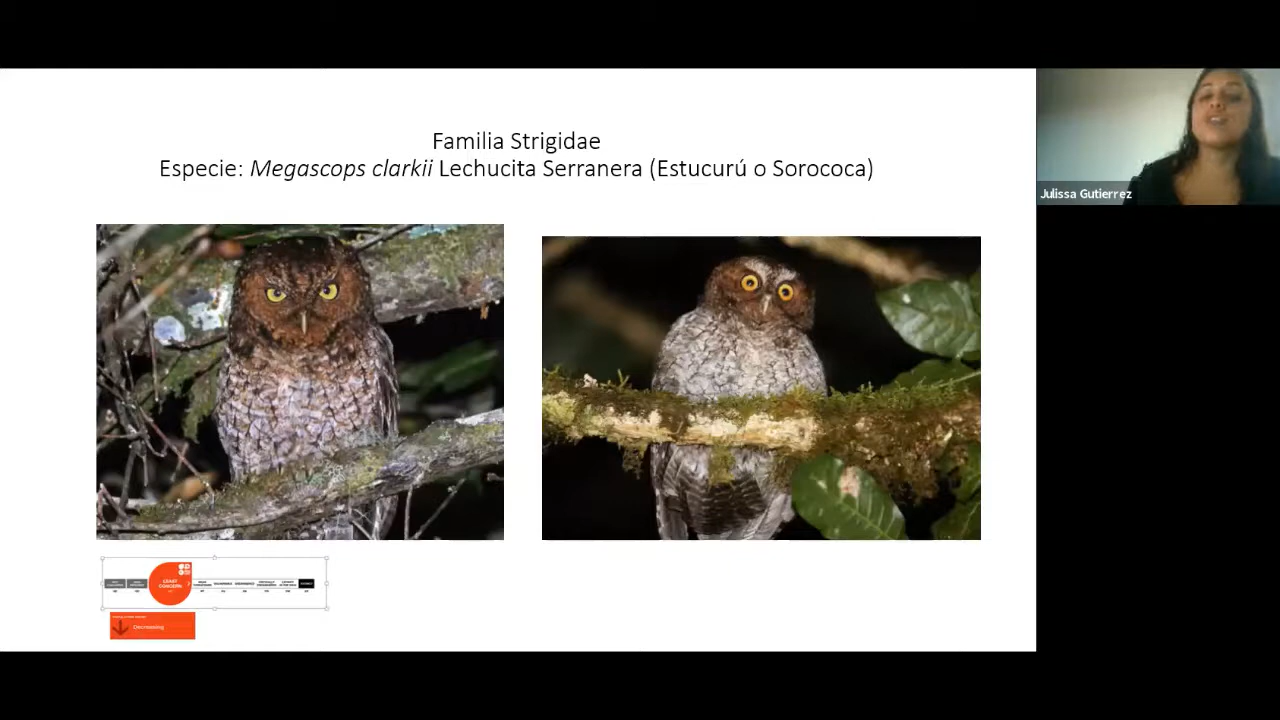 Familia Strigidae
Especie: Megascops clarkii Lechucita Serranera (Estucurú o Sorococa)
Julissa Gutierrez
LEAST
CONCERN
Decreasing